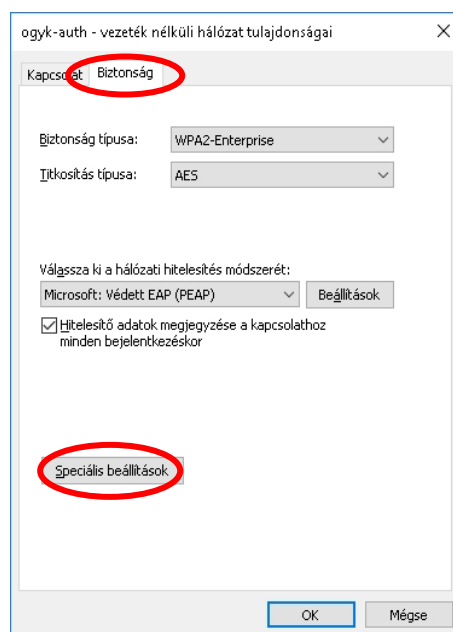 ogyk-auth - vezeték nélküli hálózat tulajdonságai
Kapcsolat Biztonság
Biztonság típusa: WPA2-Enterprise
Titkosítás típusa: AES
Válassza ki a hálózati hitelesítés módszerét:
Microsoft: Védett EAP (PEAP) Beállítások
Hitelesítő adatok megjegyzése a kapcsolathoz
minden bejelentkezéskor
Speciális beállítások
OK Mégse